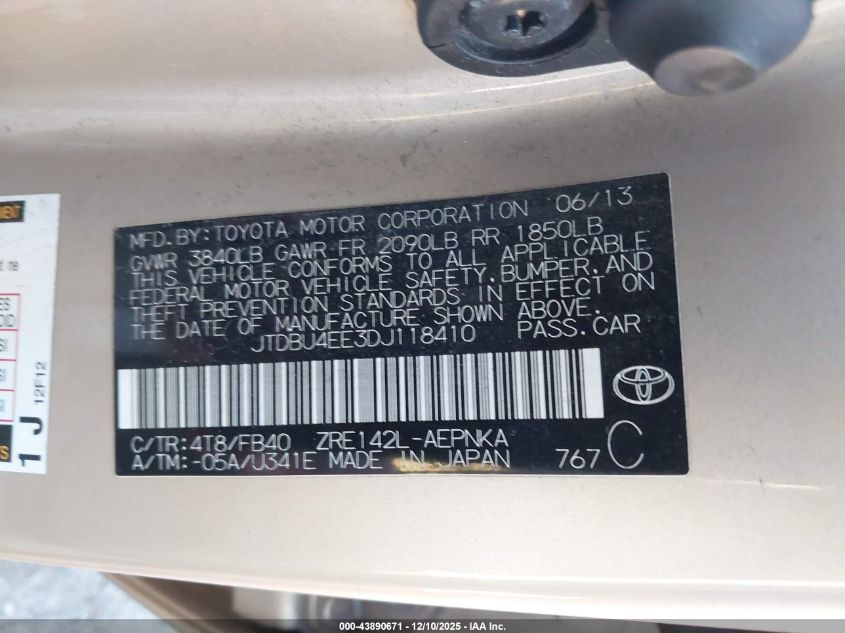 MFD. BY: TOYOTA MOTOR CORPORATION 06/13
GVWR 3840LB GAWR FR 2090LB RR 1850LB
THIS VEHICLE CONFORMS TO ALL APPLICABLE
FEDERAL MOTOR VEHICLE SAFETY, BUMPER, AND
THEFT PREVENTION STANDARDS IN EFFECT ON
THE DATE OF MANUFACTURE SHOWN ABOVE.
JTDBU4EE3DJ118410 PASS. CAR
C/TR: 4T8/FB40 ZRE142L-AEPNKA
A/TM: -05A/U341E MADE IN JAPAN 767 C
1 J 12F12
000-43890671 - 12/10/2025 - IAA Inc.